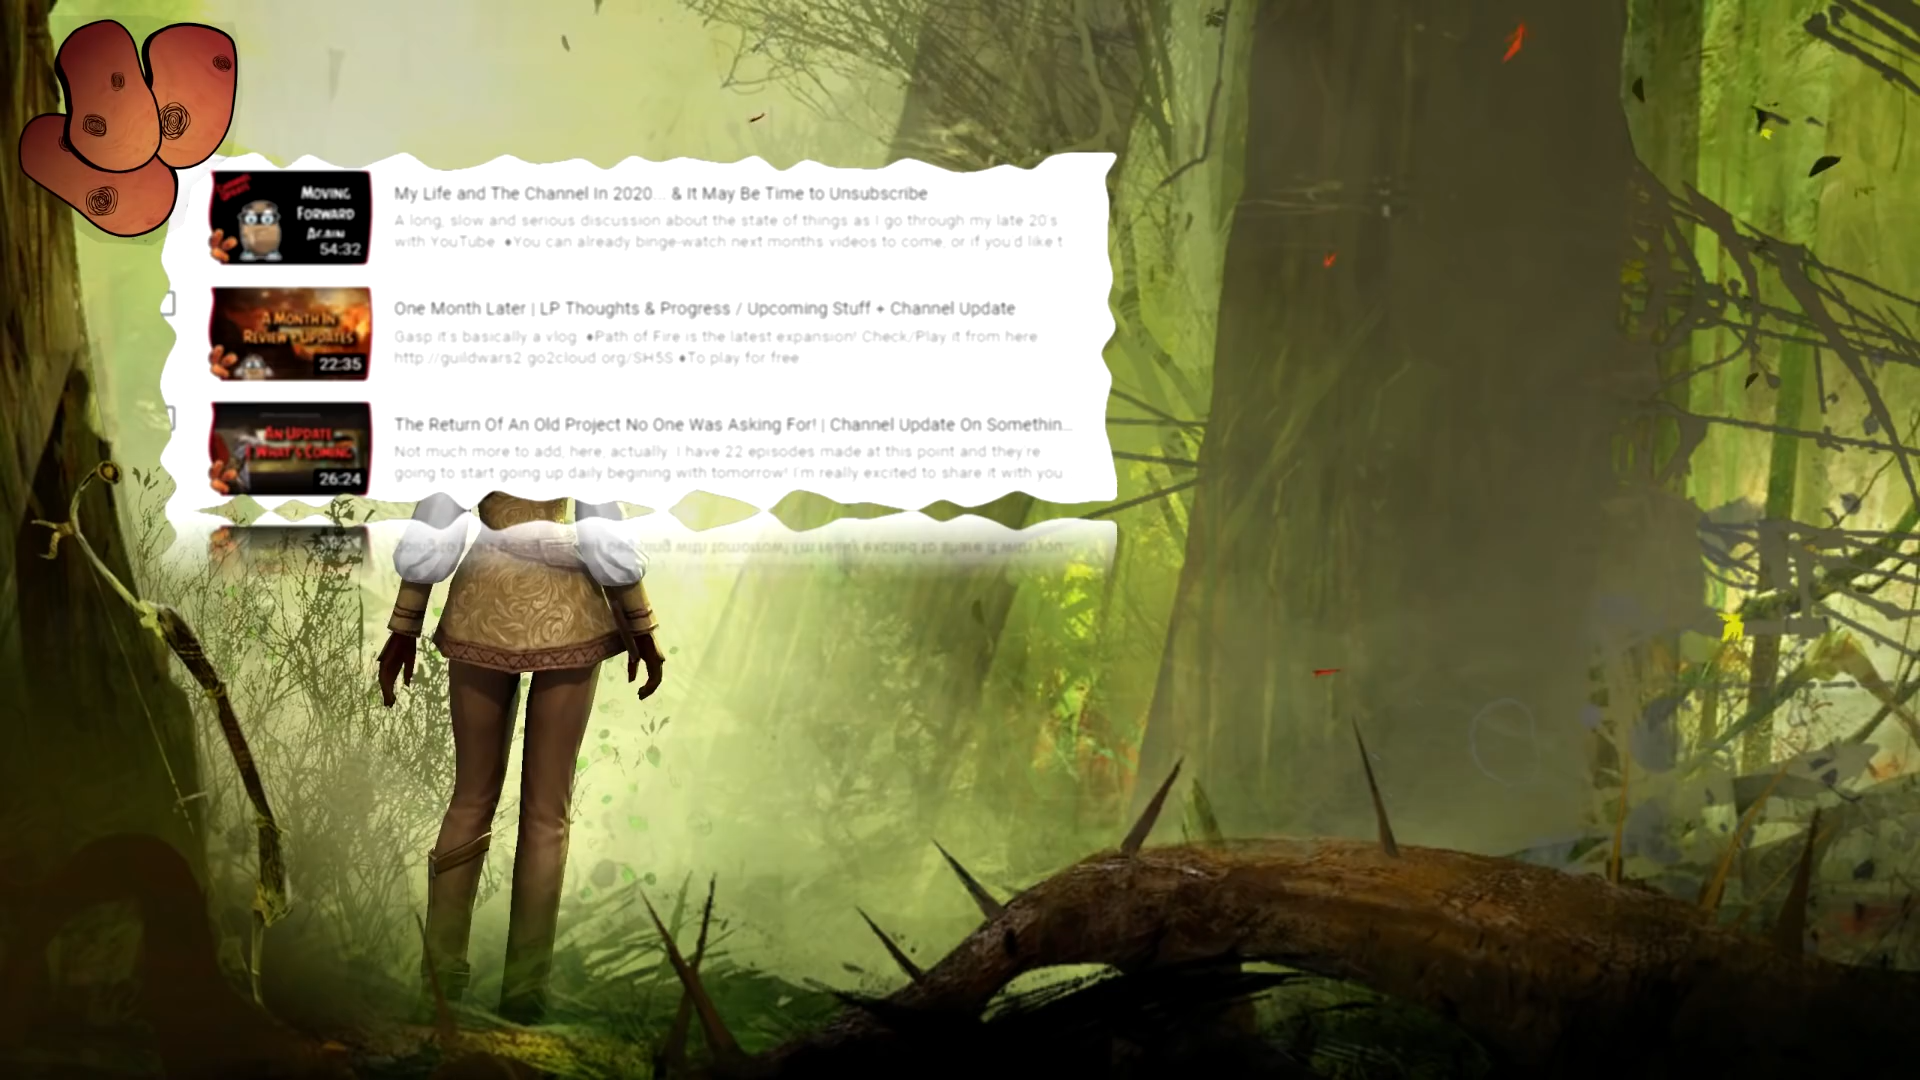 MOVING
FORWARD
AGAIN
54:32
My Life and The Channel In 2020... & It May Be Time to Unsubscribe
A long, slow and serious discussion about the state of things as I go through my late 20's
with YouTube. ♦You can already binge-watch next months videos to come, or if you'd like t
A MONTH IN
REVIEW + UPDATES
22:35
One Month Later | LP Thoughts & Progress / Upcoming Stuff + Channel Update
Gasp it's basically a vlog. ♦Path of Fire is the latest expansion! Check/Play it from here
http://guildwars2.go2cloud.org/SH5S ♦To play for free
AN UPDATE
WHAT'S COMING
26:24
The Return Of An Old Project No One Was Asking For! | Channel Update On Somethin...
Not much more to add, here, actually. I have 22 episodes made at this point and they're
going to start going up daily begining with tomorrow! I'm really excited to share it with you